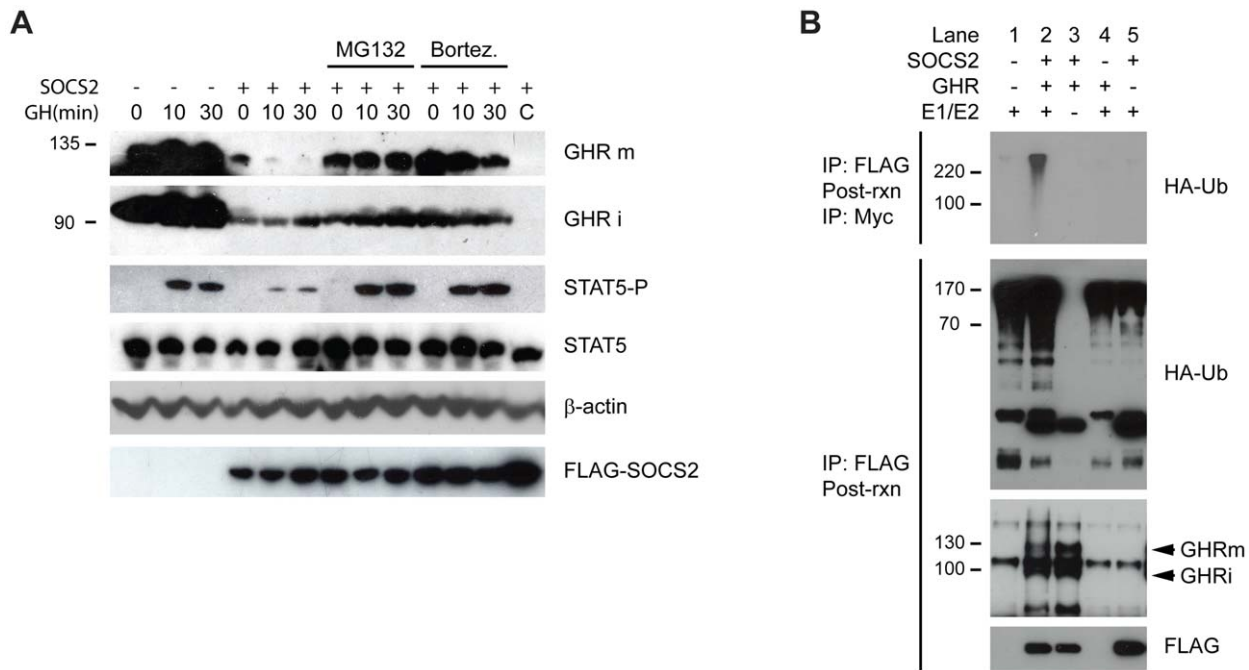 A
MG132 Bortez.
SOCS2 - - - + + + + + + + + + +
GH(min) 0 10 30 0 10 30 0 10 30 0 10 30 C
135 GHR m
90 GHR i
STAT5-P
STAT5
β-actin
FLAG-SOCS2
B
Lane 1 2 3 4 5
SOCS2 - + + - +
GHR - + + + -
E1/E2 + + - + +
IP: FLAG
Post-rxn
IP: Myc
220
100
HA-Ub
170
70
HA-Ub
IP: FLAG
Post-rxn
130
100
GHRm
GHRi
FLAG